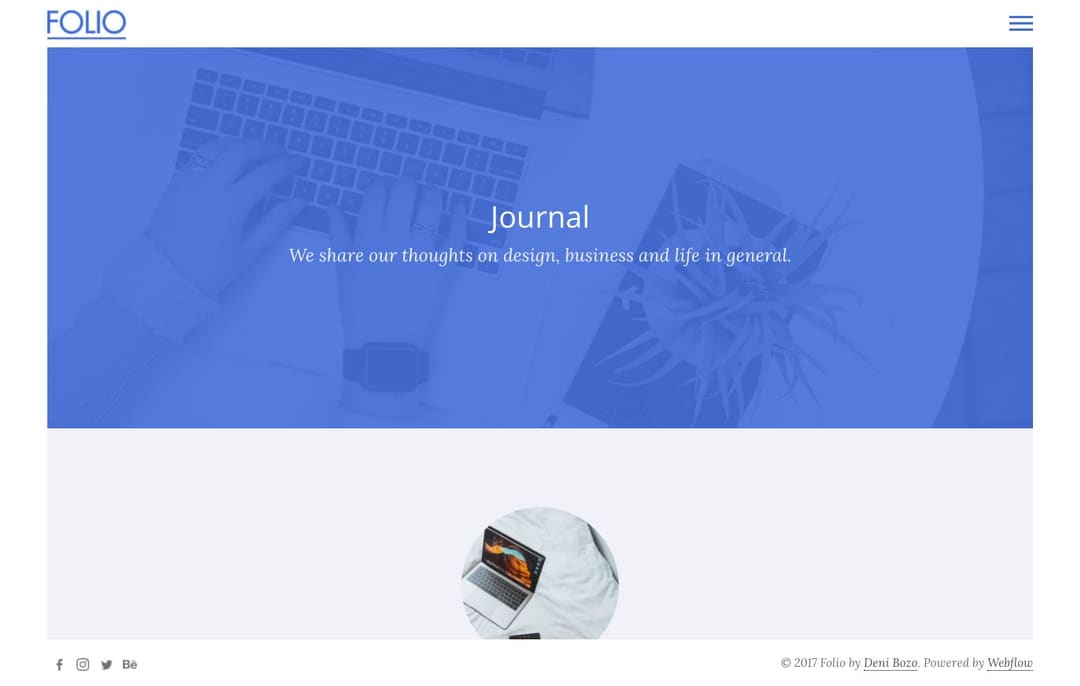 FOLIO
Journal
We share our thoughts on design, business and life in general.
© 2017 Folio by Deni Bozo. Powered by Webflow